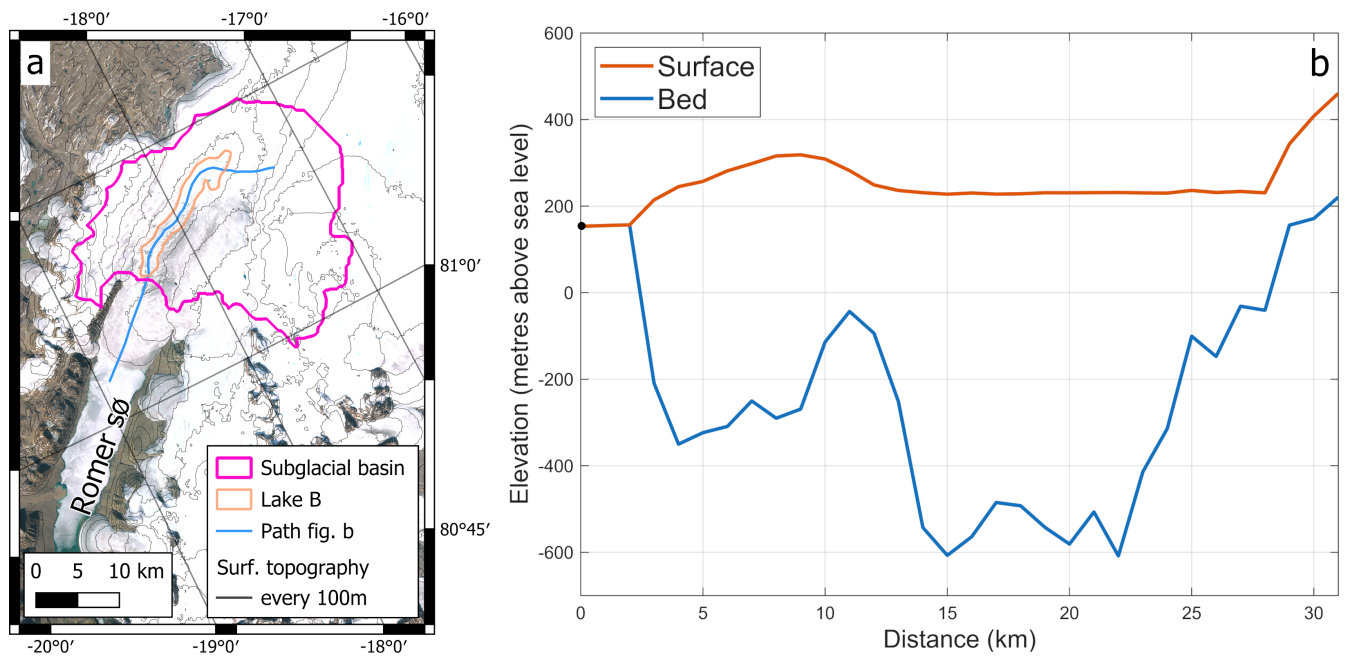 -18°0′ -17°0′ -16°0′
a
81°0′
80°45′
Romer sø
Subglacial basin
Lake B
Path fig. b
Surf. topography
every 100m
0 5 10 km
-20°0′ -19°0′ -18°0′
b
Surface
Bed
600
400
200
0
-200
-400
-600
Elevation (metres above sea level)
0 5 10 15 20 25 30
Distance (km)